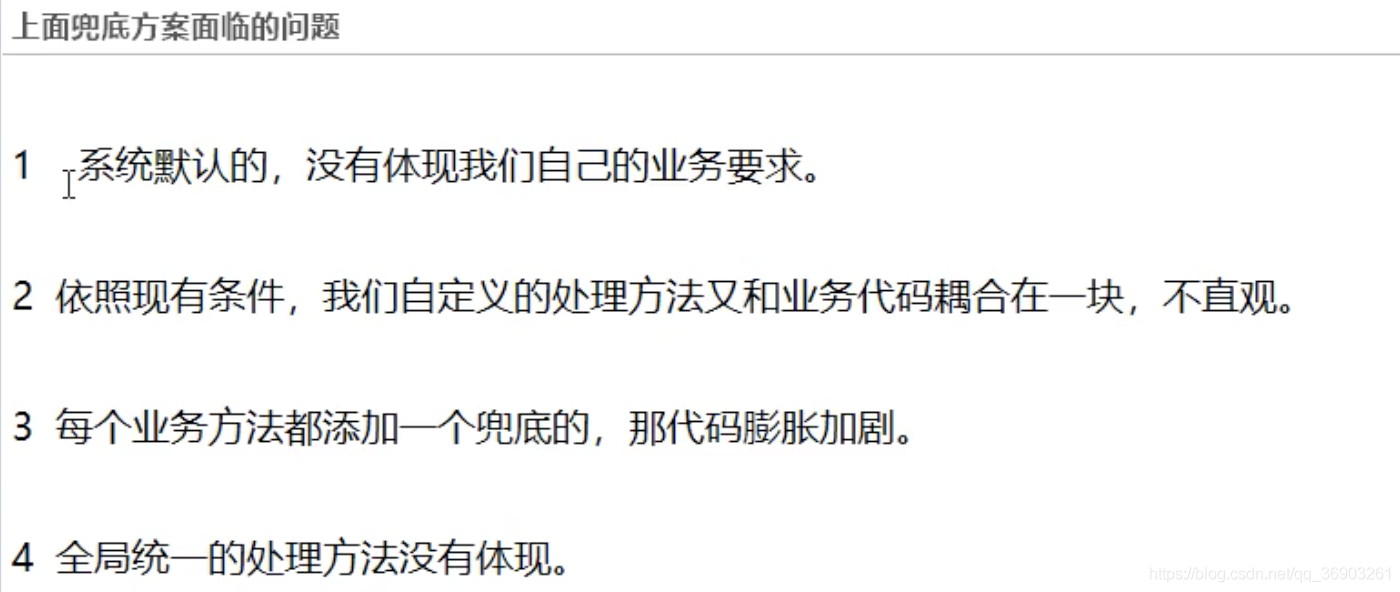 上面兜底方案面临的问题
1 系统默认的，没有体现我们自己的业务要求。
2 依照现有条件，我们自定义的处理方法又和业务代码耦合在一块，不直观。
3 每个业务方法都添加一个兜底的，那代码膨胀加剧。
4 全局统一的处理方法没有体现。
https://blog.csdn.net/qq_36903261